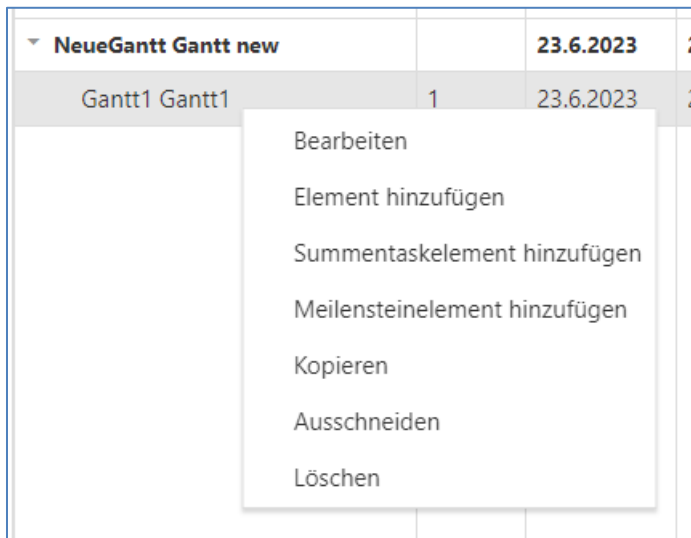 NeueGantt Gantt new 23.6.2023
Gantt1 Gantt1 1 23.6.2023
Bearbeiten
Element hinzufügen
Summentaskelement hinzufügen
Meilensteinelement hinzufügen
Kopieren
Ausschneiden
Löschen